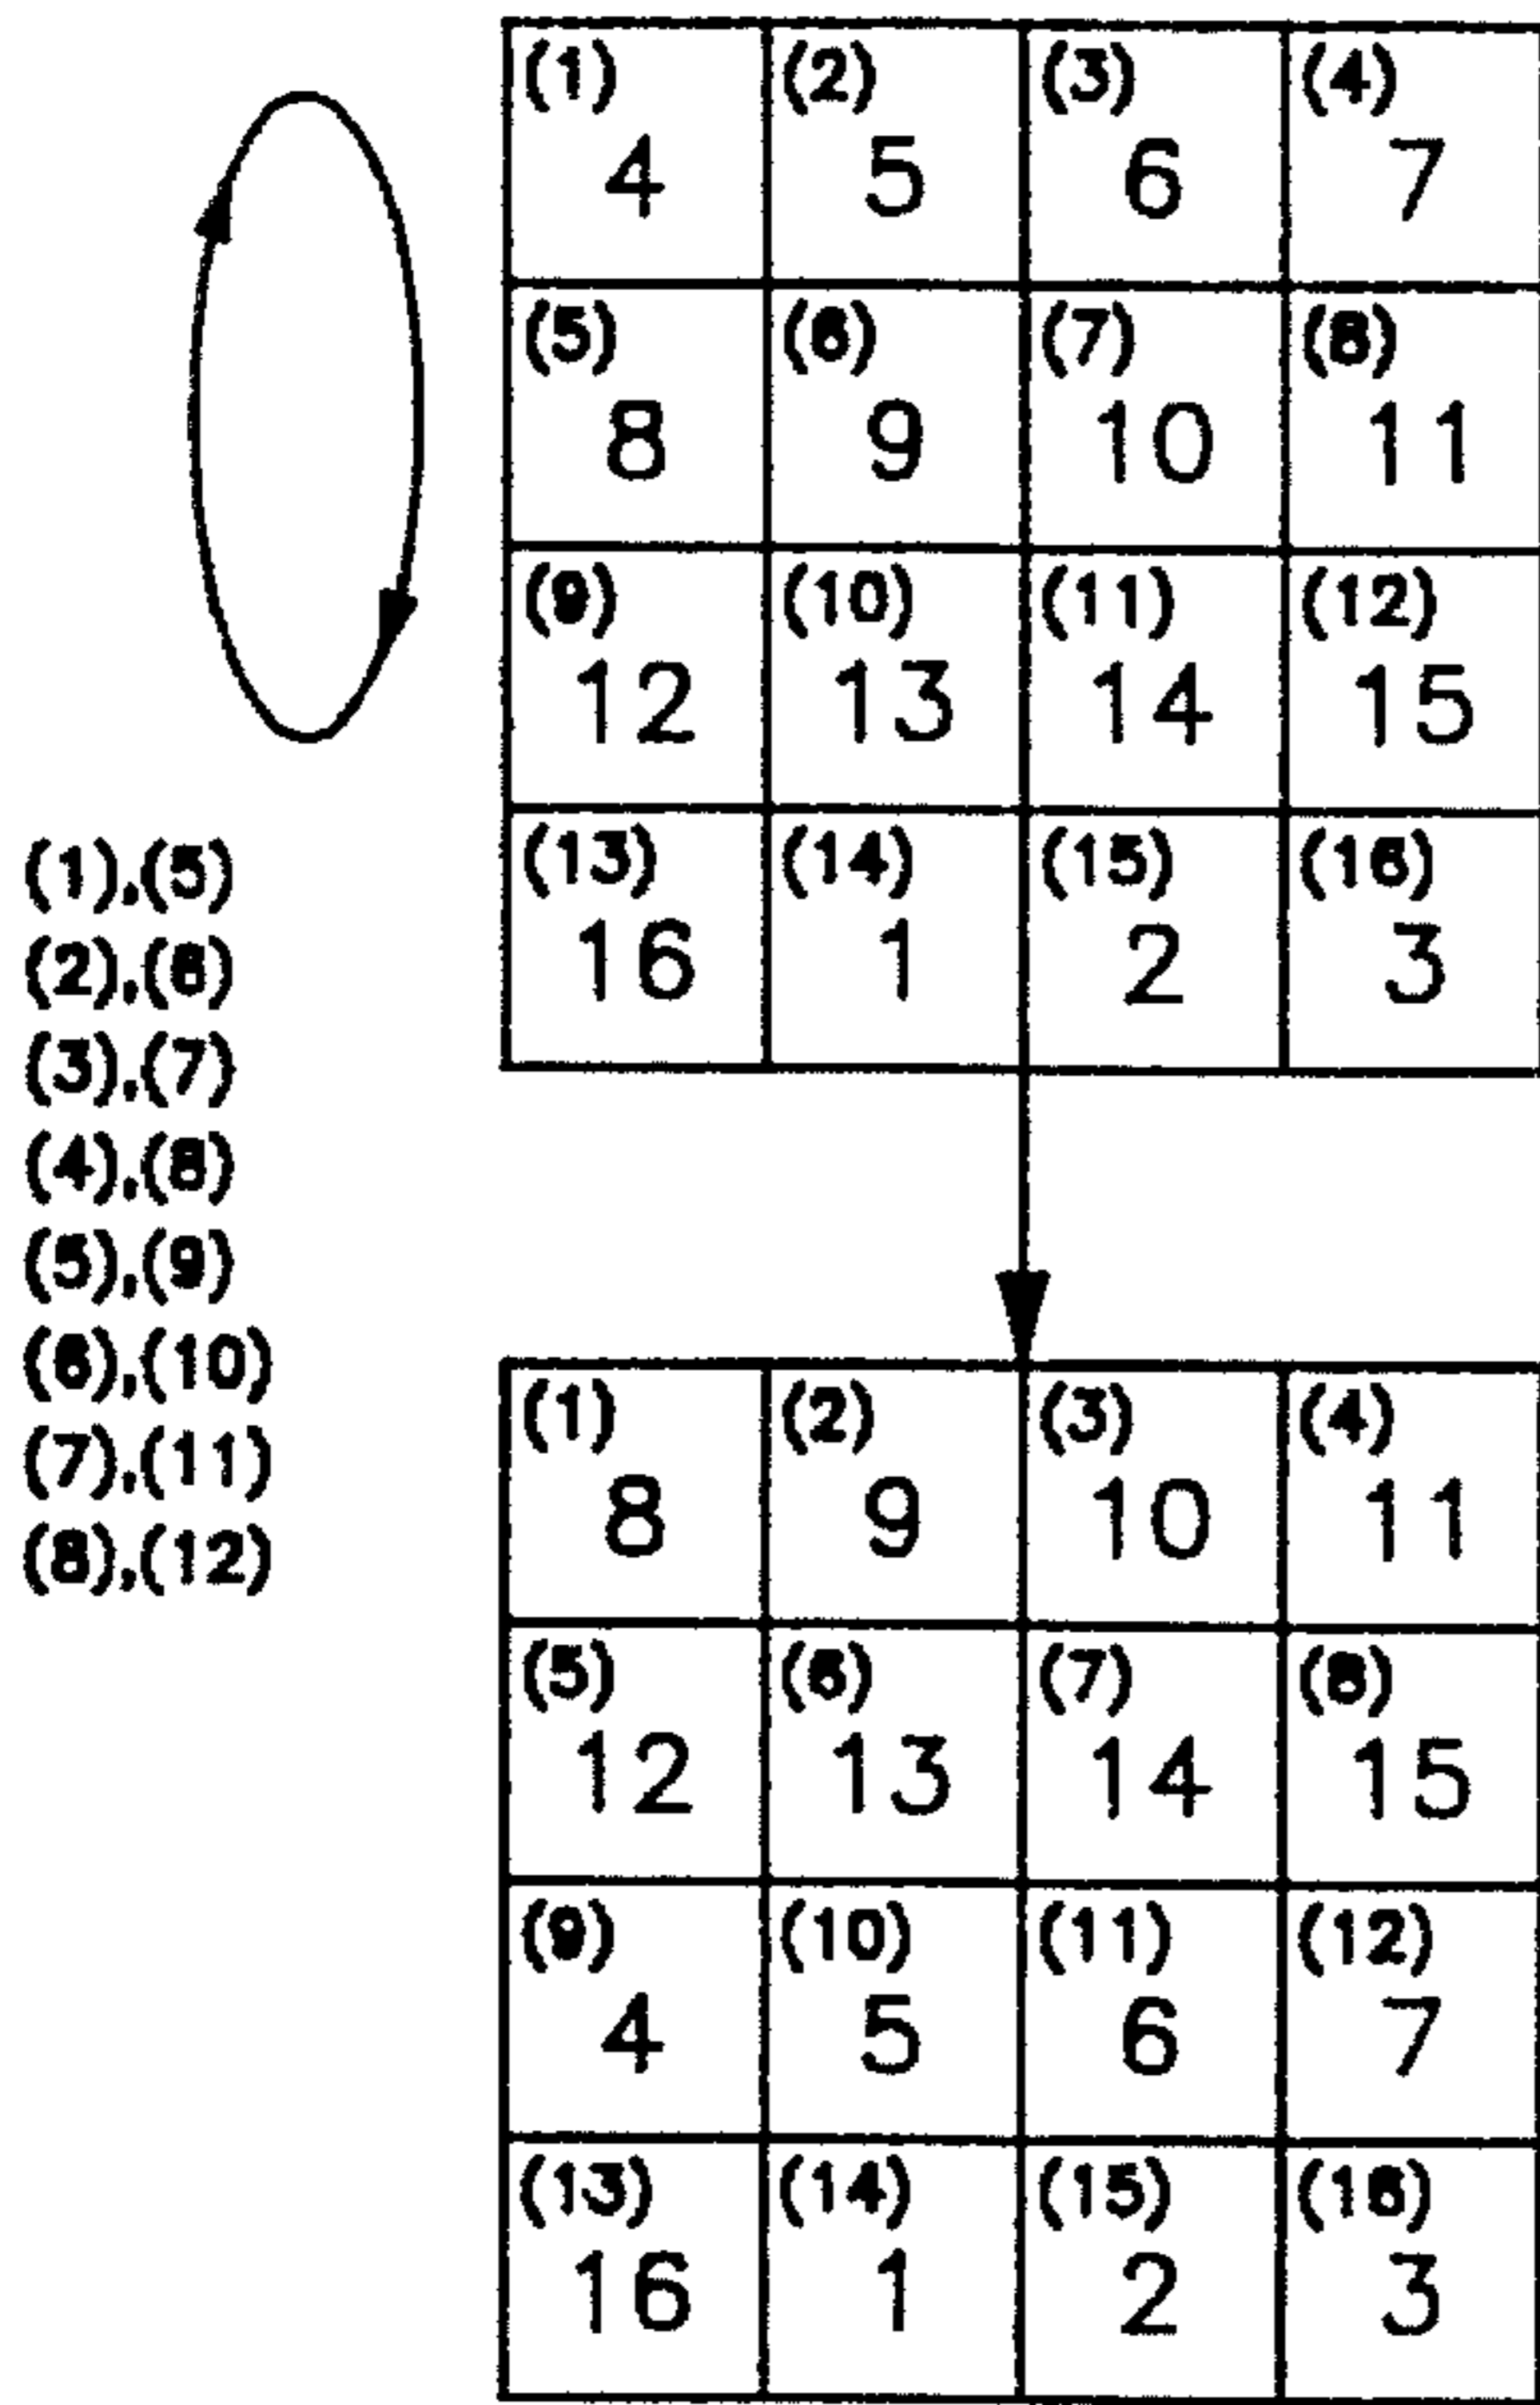 (1) (2) (3) (4)
4 5 6 7
(5) (6) (7) (8)
8 9 10 11
(9) (10) (11) (12)
12 13 14 15
(13) (14) (15) (16)
16 1 2 3
(1),(5)
(2),(6)
(3),(7)
(4),(8)
(5),(9)
(6),(10)
(7),(11)
(8),(12)
(1) (2) (3) (4)
8 9 10 11
(5) (6) (7) (8)
12 13 14 15
(9) (10) (11) (12)
4 5 6 7
(13) (14) (15) (16)
16 1 2 3